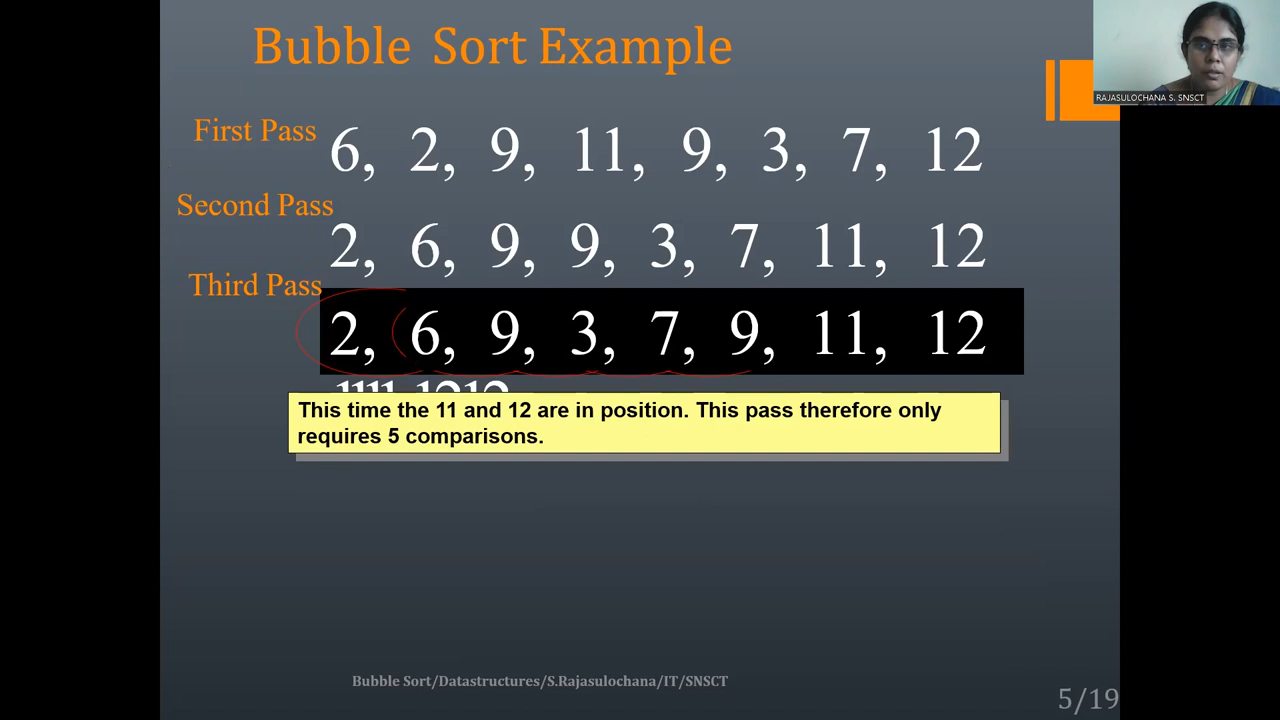 Bubble Sort Example
RAJASULOCHANA S. SNSCT
First Pass
6, 2, 9, 11, 9, 3, 7, 12
Second Pass
2, 6, 9, 9, 3, 7, 11, 12
Third Pass
2, 6, 9, 3, 7, 9, 11, 12
This time the 11 and 12 are in position. This pass therefore only
requires 5 comparisons.
Bubble Sort/Datastructures/S.Rajasulochana/IT/SNSCT
5/19